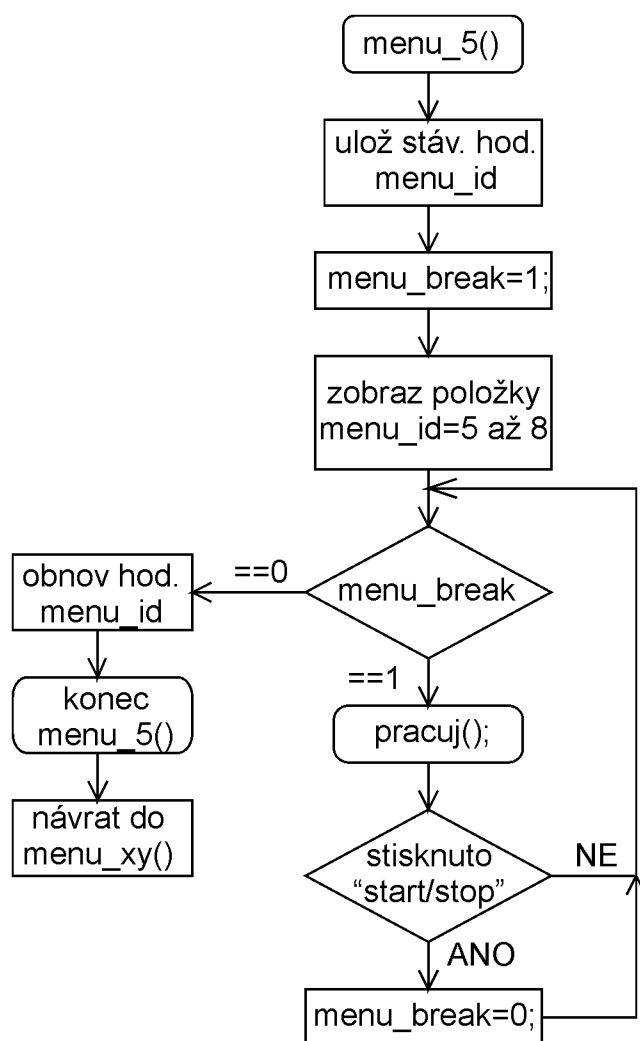 menu_5()
ulož stáv. hod.
menu_id
menu_break=1;
zobraz položky
menu_id=5 až 8
menu_break
==0
obnov hod.
menu_id
konec
menu_5()
návrat do
menu_xy()
==1
pracuj();
stisknuto
“start/stop”
NE
ANO
menu_break=0;